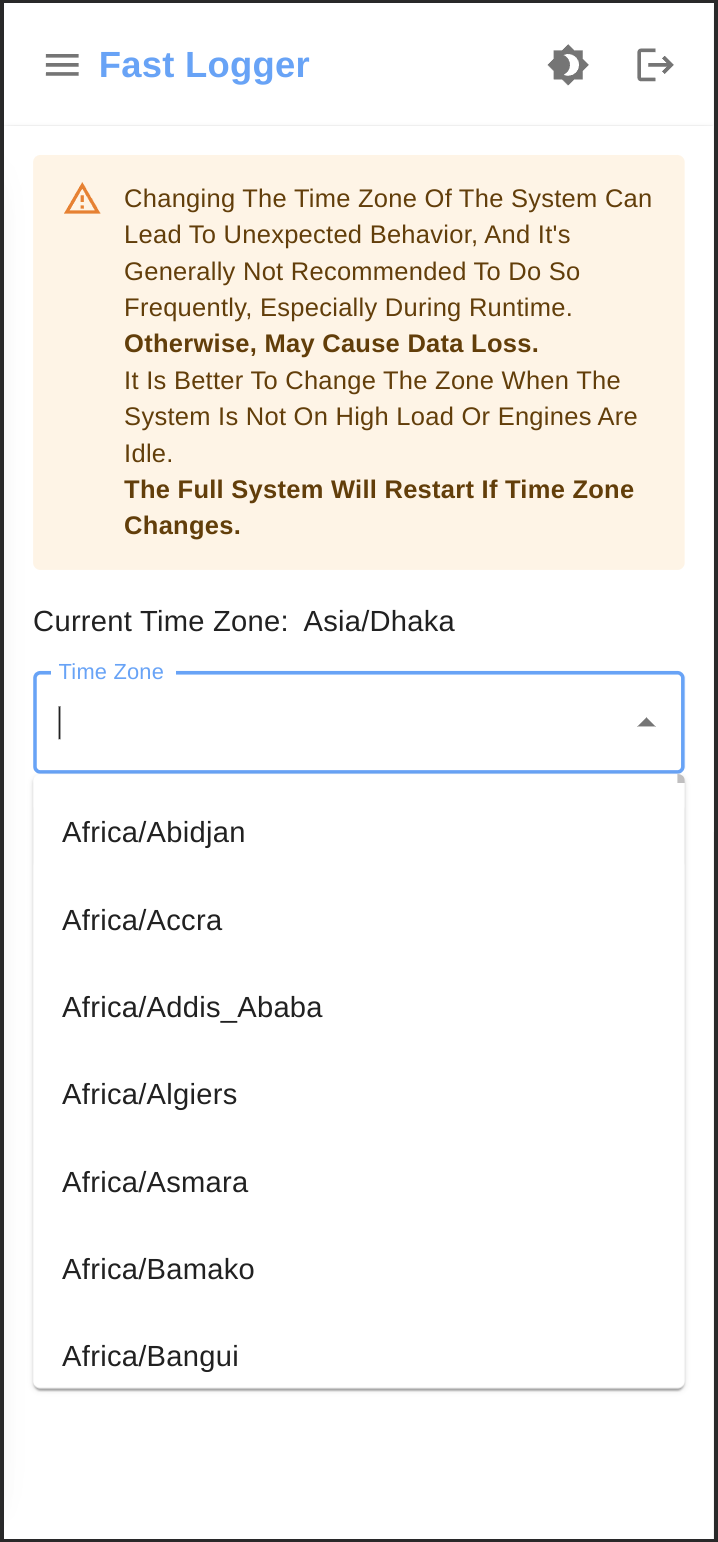 Fast Logger
Changing The Time Zone Of The System Can
Lead To Unexpected Behavior, And It's
Generally Not Recommended To Do So
Frequently, Especially During Runtime.
Otherwise, May Cause Data Loss.
It Is Better To Change The Zone When The
System Is Not On High Load Or Engines Are
Idle.
The Full System Will Restart If Time Zone
Changes.
Current Time Zone: Asia/Dhaka
Time Zone
Africa/Abidjan
Africa/Accra
Africa/Addis_Ababa
Africa/Algiers
Africa/Asmara
Africa/Bamako
Africa/Bangui